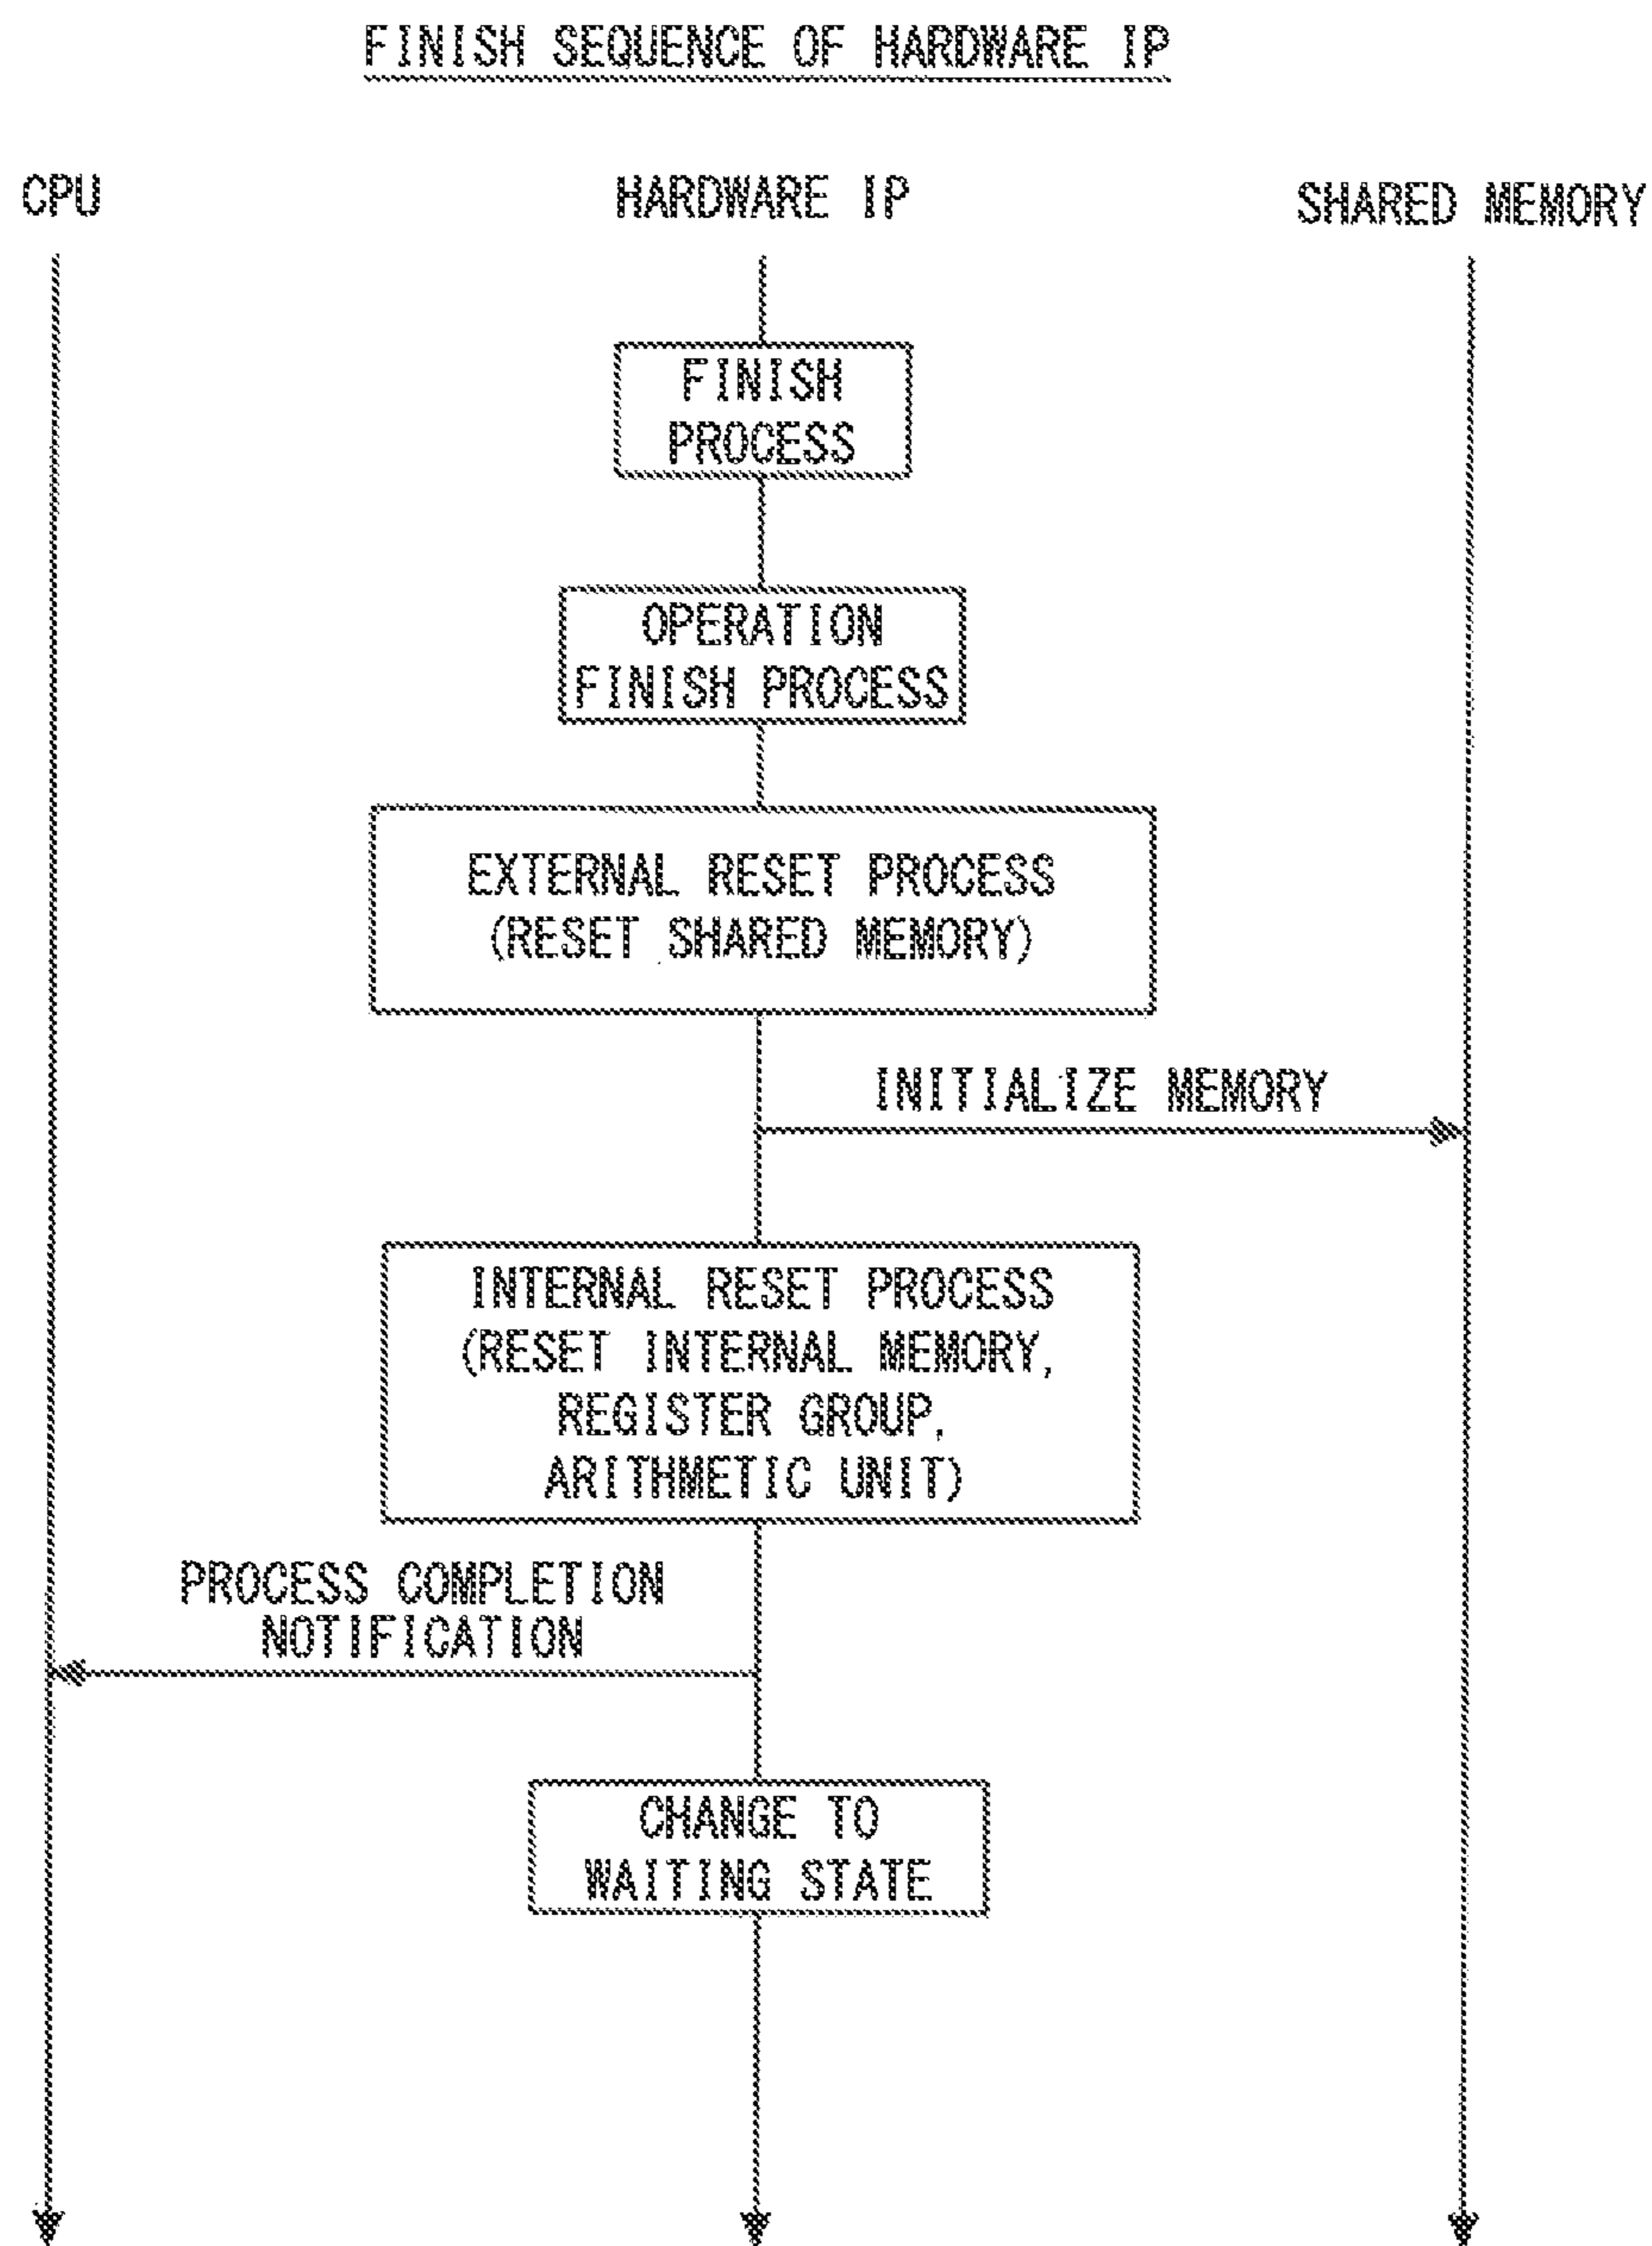 FINISH SEQUENCE OF HARDWARE IP
CPU
HARDWARE IP
SHARED MEMORY
FINISH
PROCESS
OPERATION
FINISH PROCESS
EXTERNAL RESET PROCESS
(RESET SHARED MEMORY)
INITIALIZE MEMORY
INTERNAL RESET PROCESS
(RESET INTERNAL MEMORY,
REGISTER GROUP,
ARITHMETIC UNIT)
PROCESS COMPLETION
NOTIFICATION
CHANGE TO
WAITING STATE